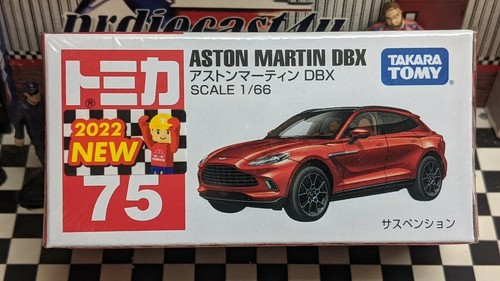 prdiecast4u
トミカ
®
2022
NEW
75
ASTON MARTIN DBX
アストンマーティン DBX
SCALE 1/66
TAKARA
TOMY
®
サスペンション